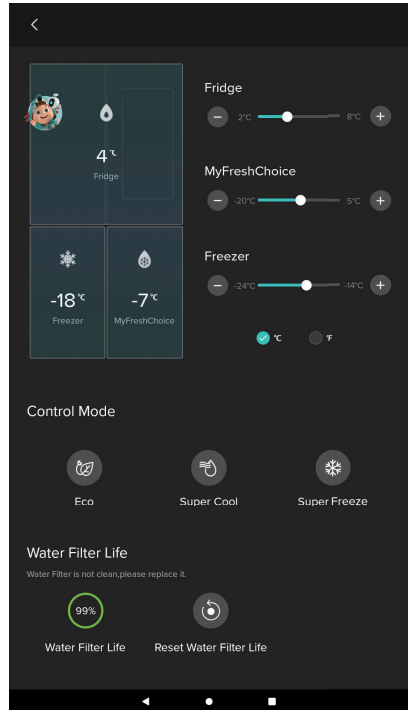 Fridge
2°C
8°C
4°C
Fridge
MyFreshChoice
-20°C
5°C
Freezer
-18°C
-7°C
-24°C
-14°C
Freezer
MyFreshChoice
°C
°F
Control Mode
Eco
Super Cool
Super Freeze
Water Filter Life
Water Filter is not clean,please replace it.
99%
Water Filter Life
Reset Water Filter Life